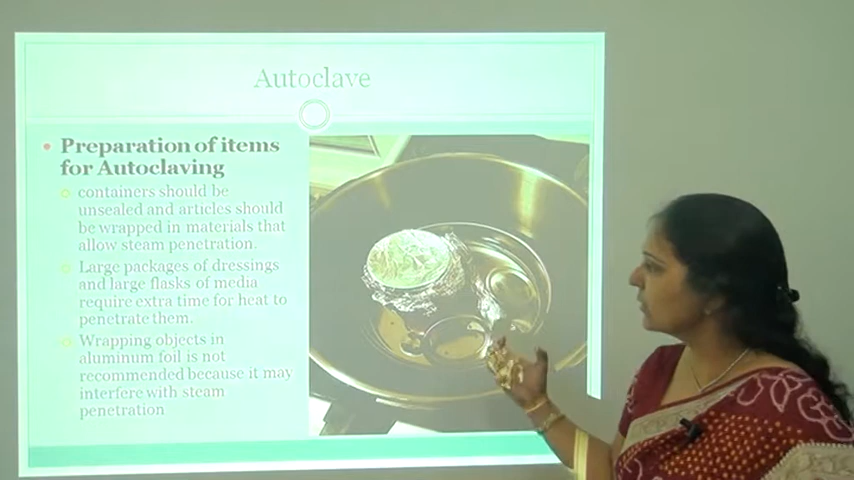 Autoclave
Preparation of items
for Autoclaving
containers should be
unsealed and articles should
be wrapped in materials that
allow steam penetration.
Large packages of dressings
and large flasks of media
require extra time for heat to
penetrate them.
Wrapping objects in
aluminum foil is not
recommended because it may
interfere with steam
penetration